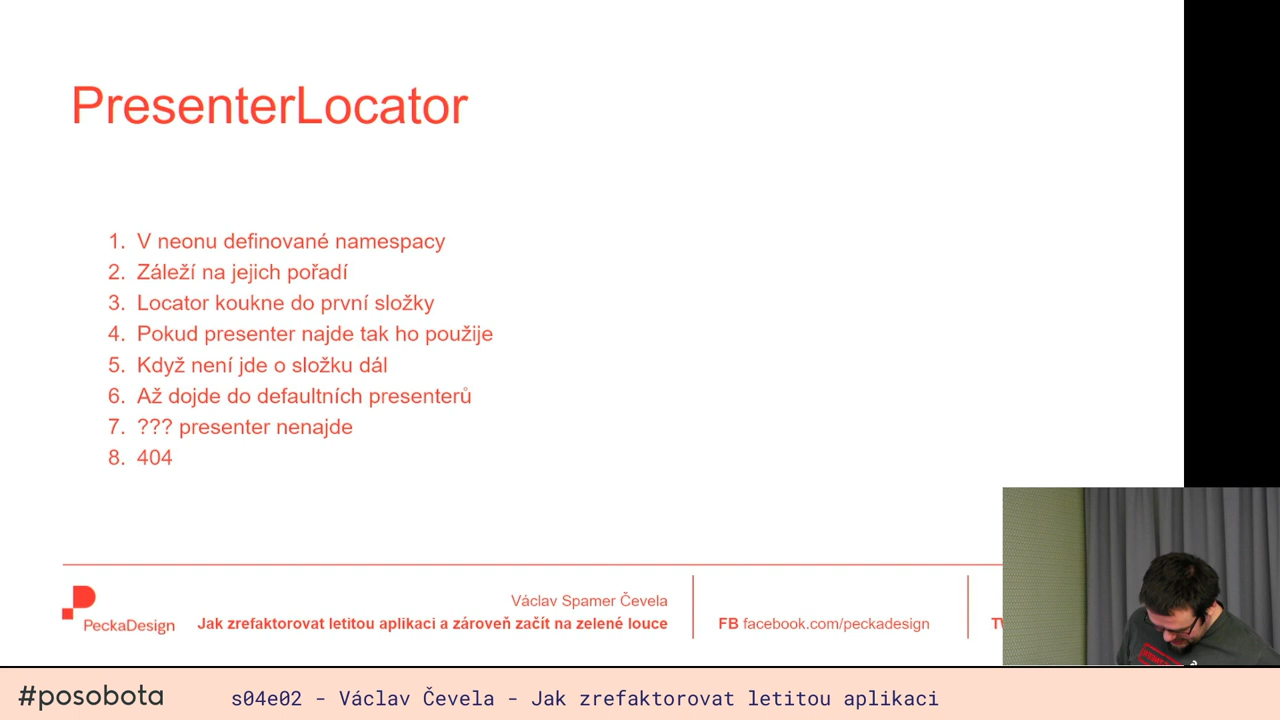 PresenterLocator
1. V neonu definované namespacy
2. Záleží na jejich pořadí
3. Locator koukne do první složky
4. Pokud presenter najde tak ho použije
5. Když není jde o složku dál
6. Až dojde do defaultních presenterů
7. ??? presenter nenajde
8. 404
PeckaDesign
Václav Spamer Čevela
Jak zrefaktorovat letitou aplikaci a zároveň začít na zelené louce
FB facebook.com/peckadesign
#posobota
s04e02 - Václav Čevela - Jak zrefaktorovat letitou aplikaci